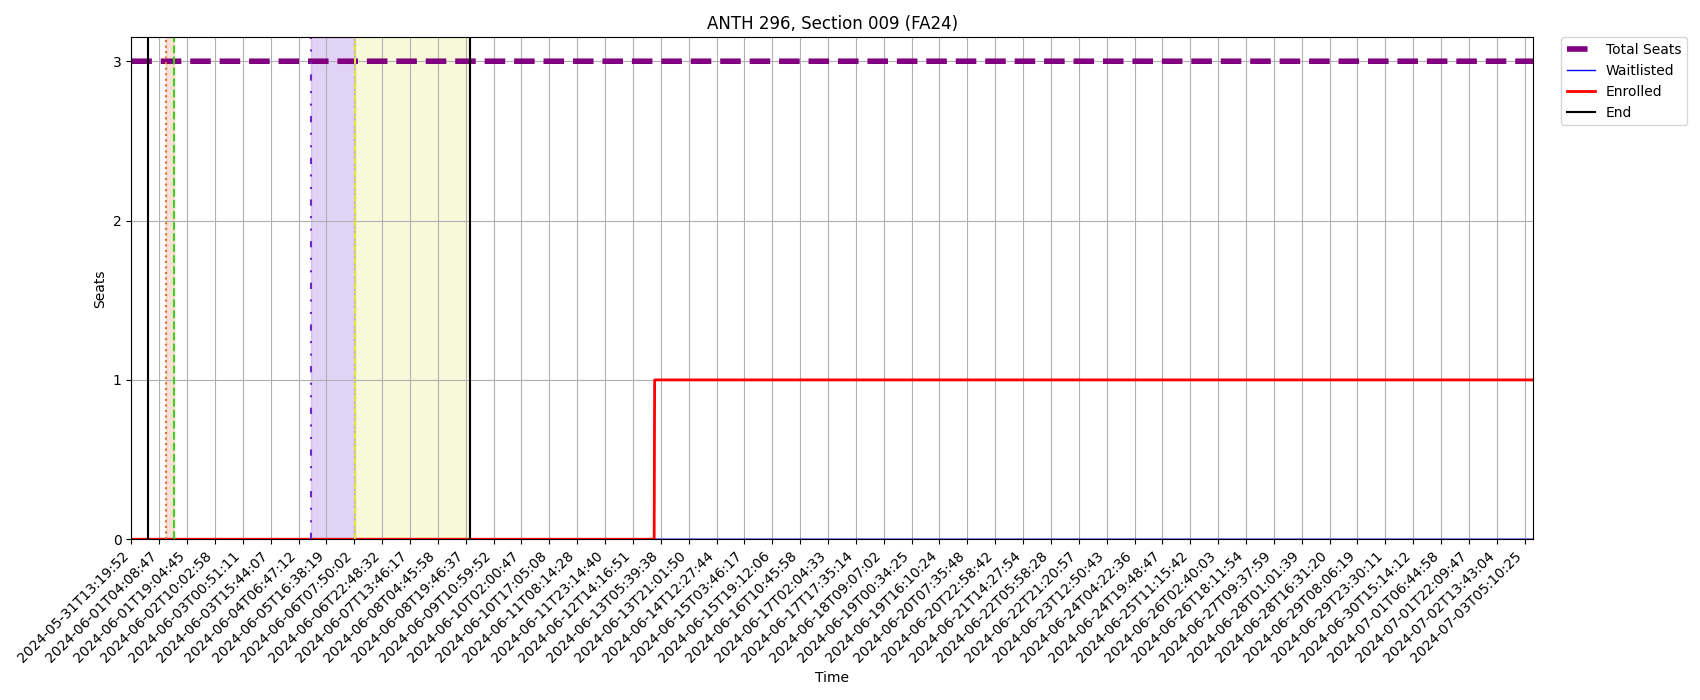 ANTH 296, Section 009 (FA24)
Total Seats
Waitlisted
Enrolled
End
Seats
3
2
1
0
2024-05-31T13:19:52
2024-06-01T04:08:47
2024-06-01T19:04:45
2024-06-02T10:02:58
2024-06-03T00:51:11
2024-06-03T15:44:07
2024-06-04T06:47:12
2024-06-05T16:38:19
2024-06-06T07:50:02
2024-06-06T22:48:32
2024-06-07T13:46:17
2024-06-08T04:45:58
2024-06-08T19:46:37
2024-06-09T10:59:52
2024-06-10T02:00:47
2024-06-10T17:05:08
2024-06-11T08:14:28
2024-06-11T23:14:40
2024-06-12T14:16:51
2024-06-13T05:39:38
2024-06-13T21:01:50
2024-06-14T12:27:44
2024-06-15T03:46:17
2024-06-15T19:12:06
2024-06-16T10:45:58
2024-06-17T02:04:33
2024-06-17T17:35:14
2024-06-18T09:07:02
2024-06-19T00:34:25
2024-06-19T16:10:24
2024-06-20T07:35:48
2024-06-20T22:58:42
2024-06-21T14:27:54
2024-06-22T05:58:28
2024-06-22T21:20:57
2024-06-23T12:50:43
2024-06-24T04:22:36
2024-06-24T19:48:47
2024-06-25T11:15:42
2024-06-26T02:40:03
2024-06-26T18:11:54
2024-06-27T09:37:59
2024-06-28T01:01:39
2024-06-28T16:31:20
2024-06-29T08:06:19
2024-06-29T23:30:11
2024-06-30T15:14:12
2024-07-01T06:44:58
2024-07-01T22:09:47
2024-07-02T13:43:04
2024-07-03T05:10:25
Time